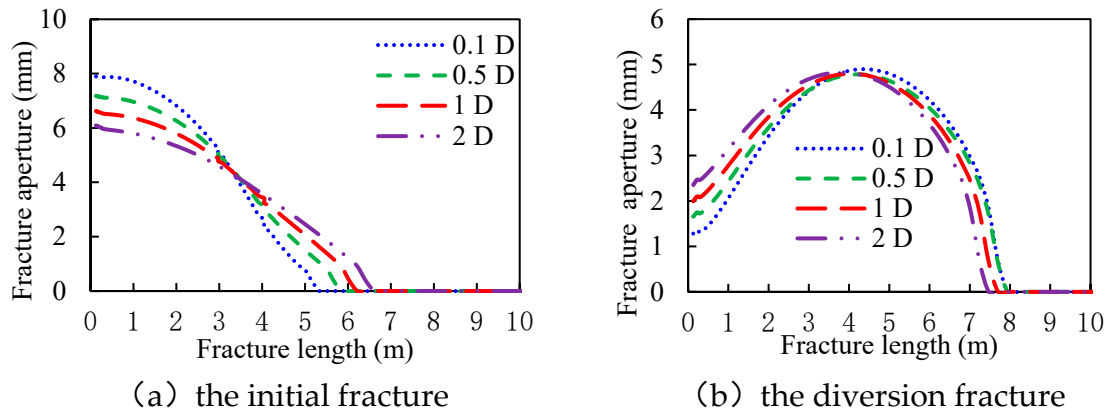 10
8
6
4
2
0
Fracture aperture (mm)
0.1 D
0.5 D
1 D
2 D
0 1 2 3 4 5 6 7 8 9 10
Fracture length (m)
（a）the initial fracture
6
5
4
3
2
1
0
Fracture aperture (mm)
0.1 D
0.5 D
1 D
2 D
0 1 2 3 4 5 6 7 8 9 10
Fracture length (m)
（b）the diversion fracture